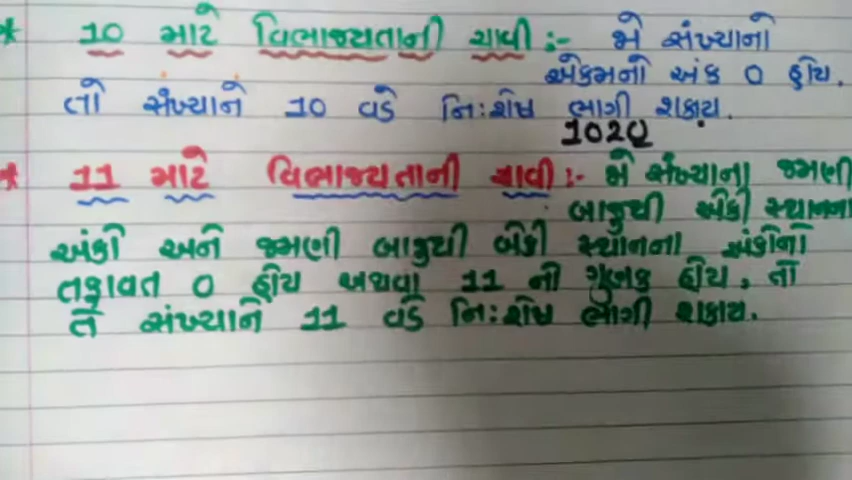 * 10 માટે વિભાજ્યતાની ચાવી :- જે સંખ્યાનો
એકમનો અંક 0 હોય,
તો સંખ્યાને 10 વડે નિ:શેષ ભાગી શકાય.
102૯
* 11 માટે વિભાજ્યતાની ચાવી :- જે સંખ્યાના જમણી
બાજુથી એકી સ્થાનના
અંકો અને જમણી બાજુથી બેકી સ્થાનના અંકોનો
તફાવત 0 હોય અથવા 11 નો ગુણક હોય, તો
તે સંખ્યાને 11 વડે નિ:શેષ ભાગી શકાય.